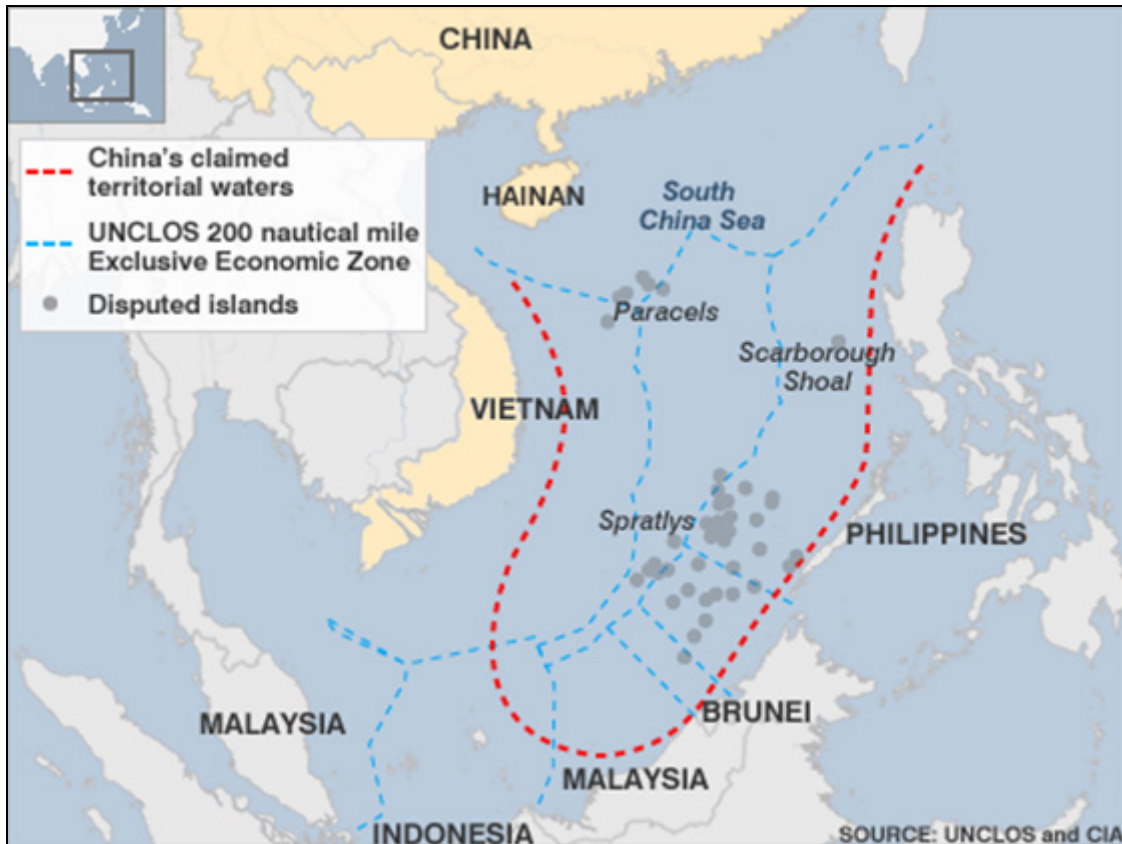 CHINA
China's claimed
territorial waters
UNCLOS 200 nautical mile
Exclusive Economic Zone
Disputed islands
HAINAN
South
China Sea
Paracels
Scarborough
Shoal
VIETNAM
Spratlys
PHILIPPINES
MALAYSIA
BRUNEI
MALAYSIA
INDONESIA
SOURCE: UNCLOS and CIA